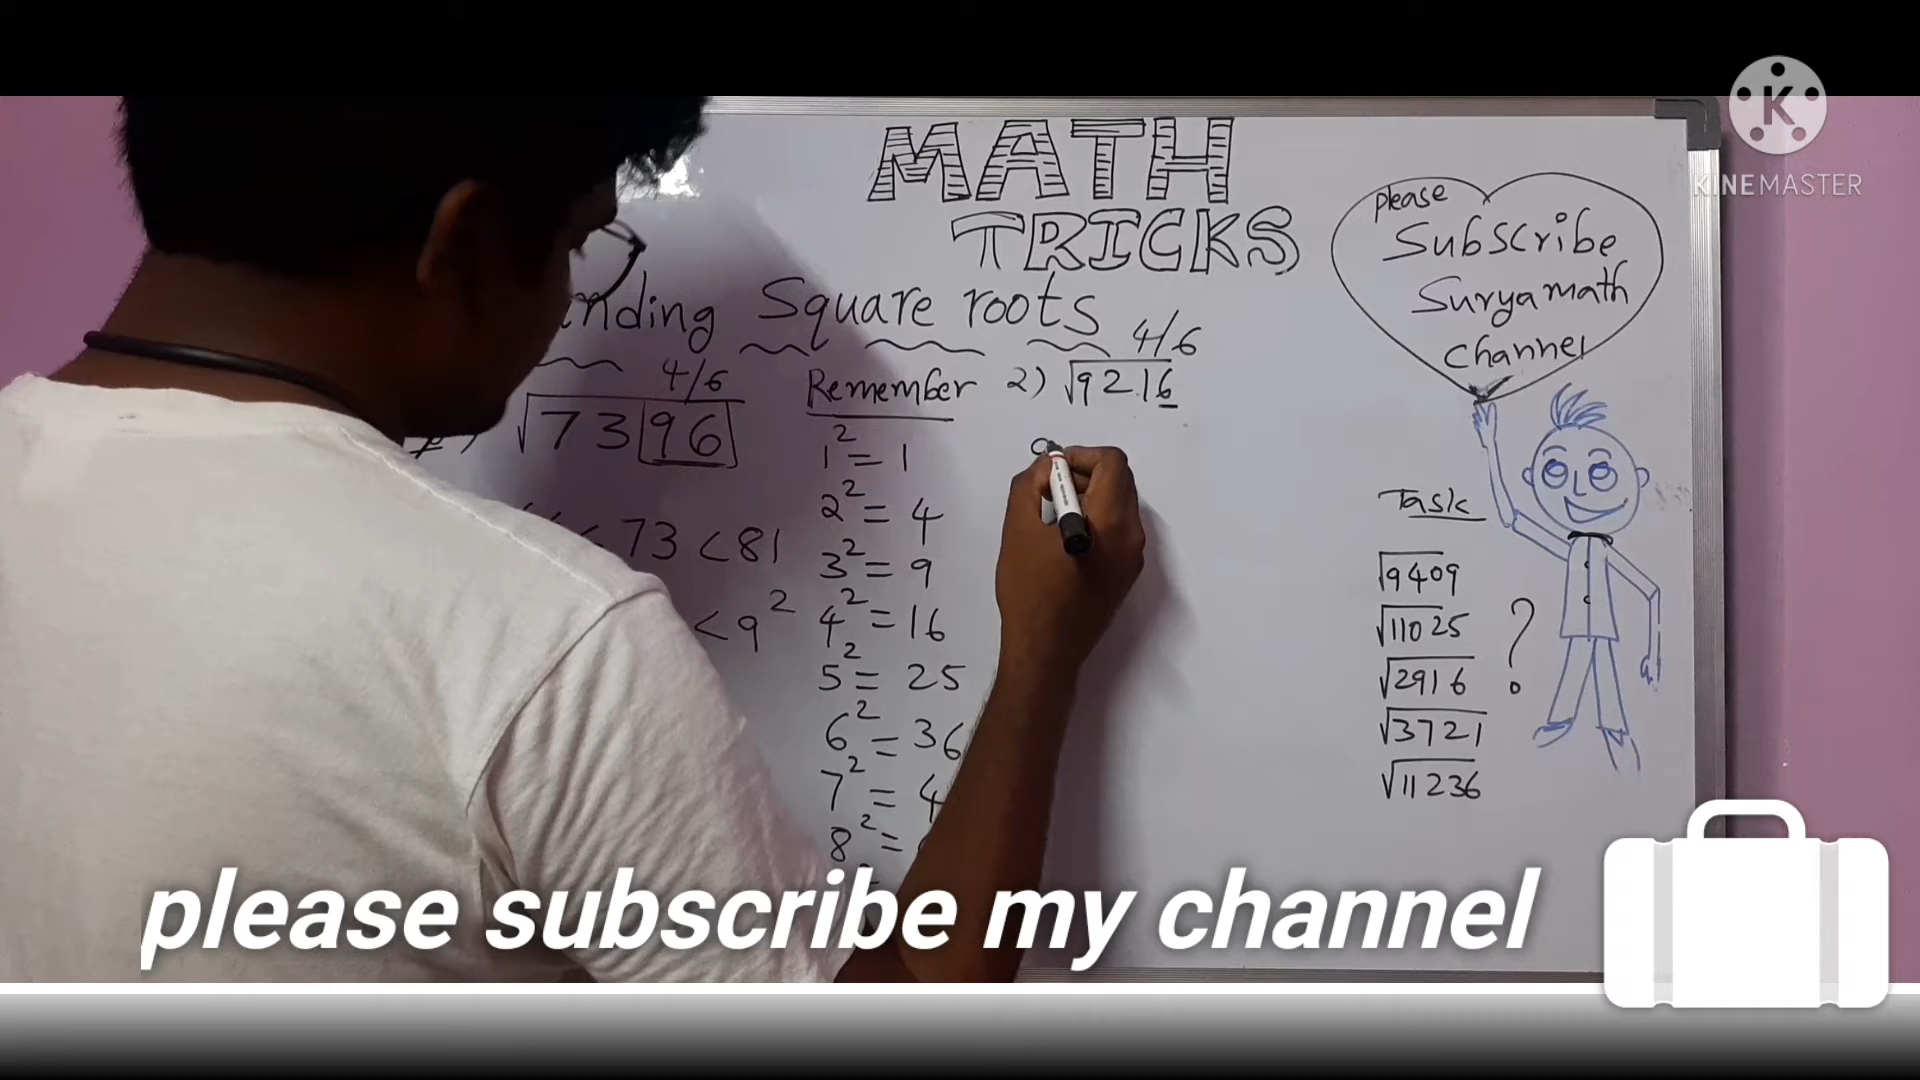 K
KINEMASTER
MATH
TRICKS
please
Subscribe
Suryamath
channel
nding Square roots
4/6
√7396
< 73 < 81
< 9²
Remember
1² = 1
2² = 4
3² = 9
4² = 16
5² = 25
6² = 36
7² = 4
8² =
4/6
2) √9216
Task
√9409
√11025
√2916
√3721
√11236
?
please subscribe my channel